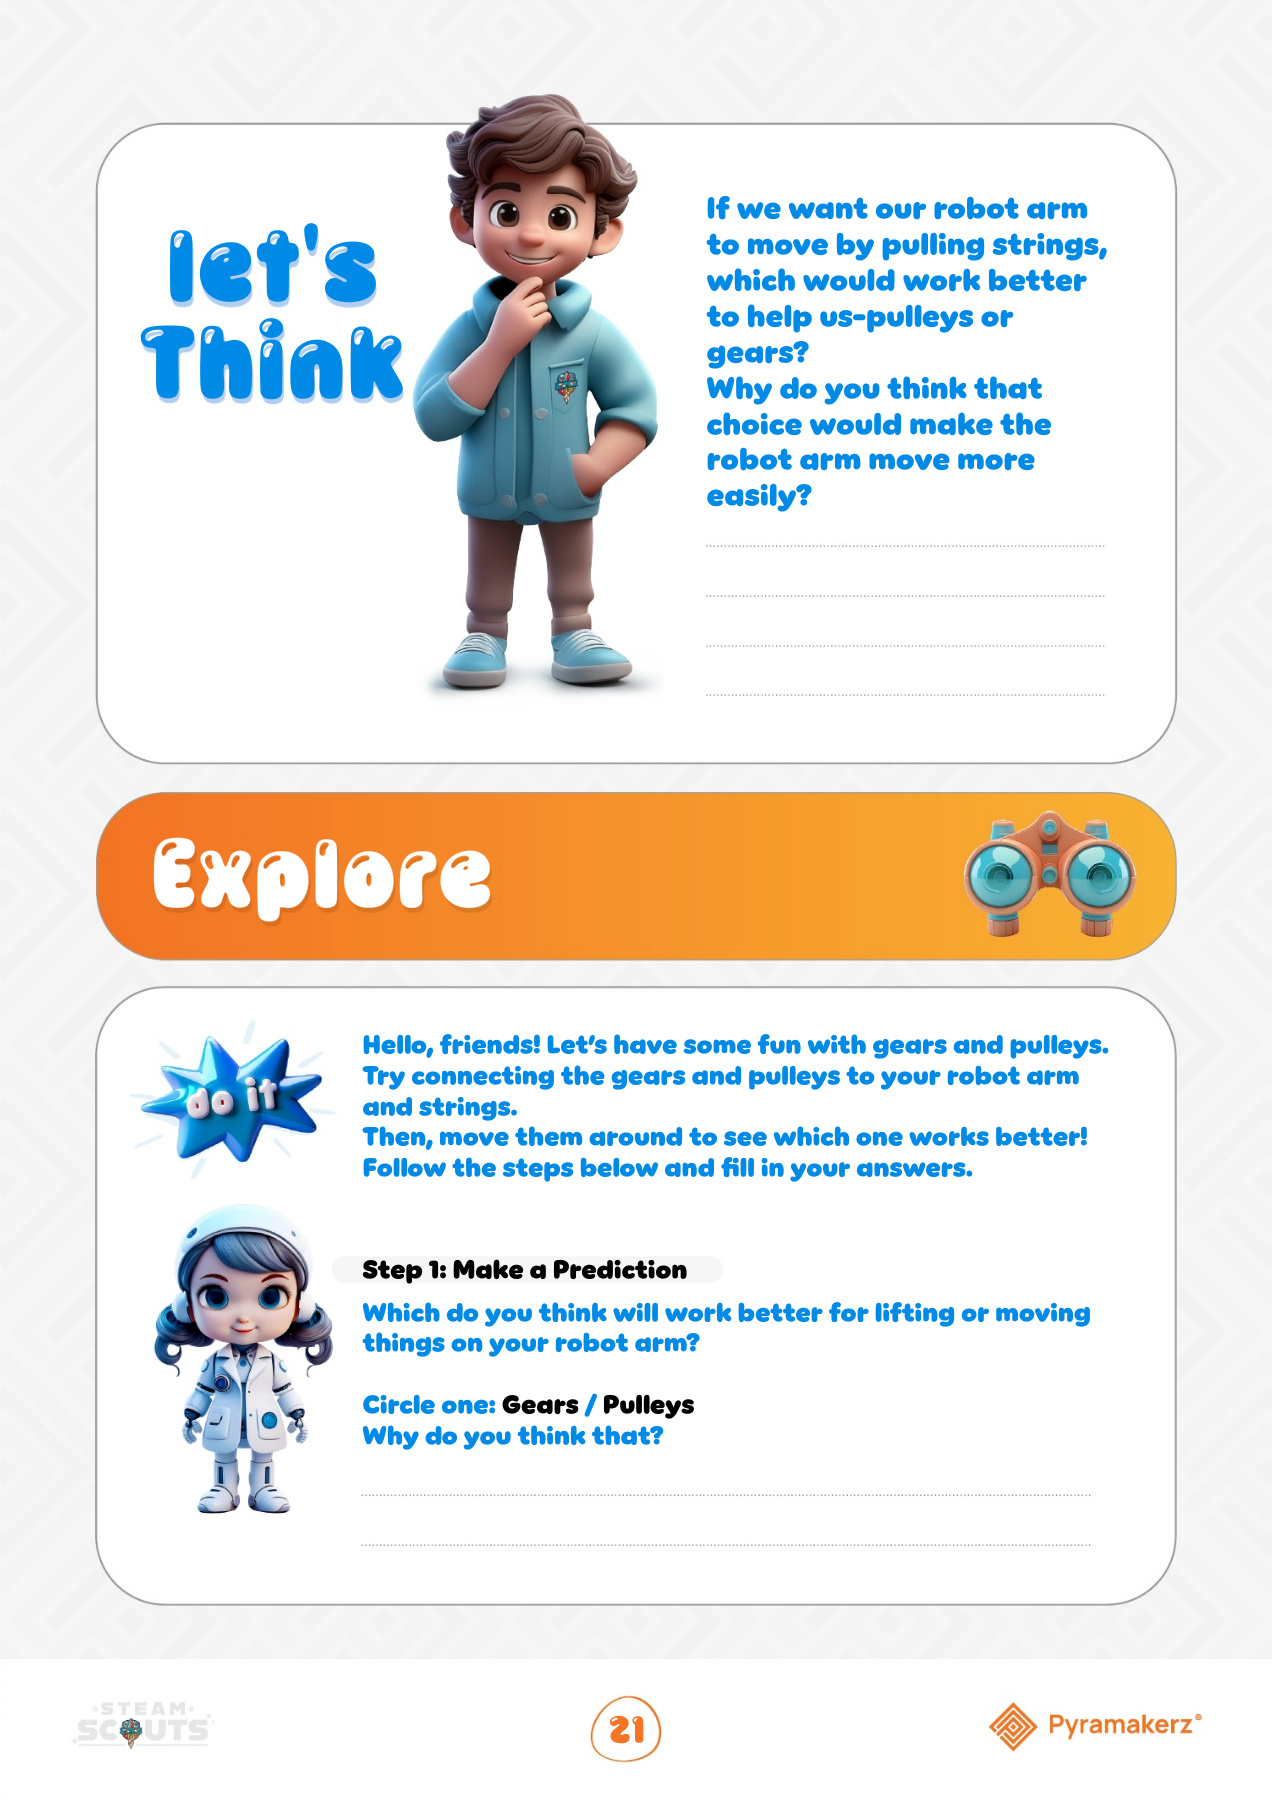 let's
Think
If we want our robot arm
to move by pulling strings,
which would work better
to help us-pulleys or
gears?
Why do you think that
choice would make the
robot arm move more
easily?
Explore
do it
Hello, friends! Let's have some fun with gears and pulleys.
Try connecting the gears and pulleys to your robot arm
and strings.
Then, move them around to see which one works better!
Follow the steps below and fill in your answers.
Step 1: Make a Prediction
Which do you think will work better for lifting or moving
things on your robot arm?
Circle one: Gears / Pulleys
Why do you think that?
STEAM
SCOUTS
21
Pyramakerz®